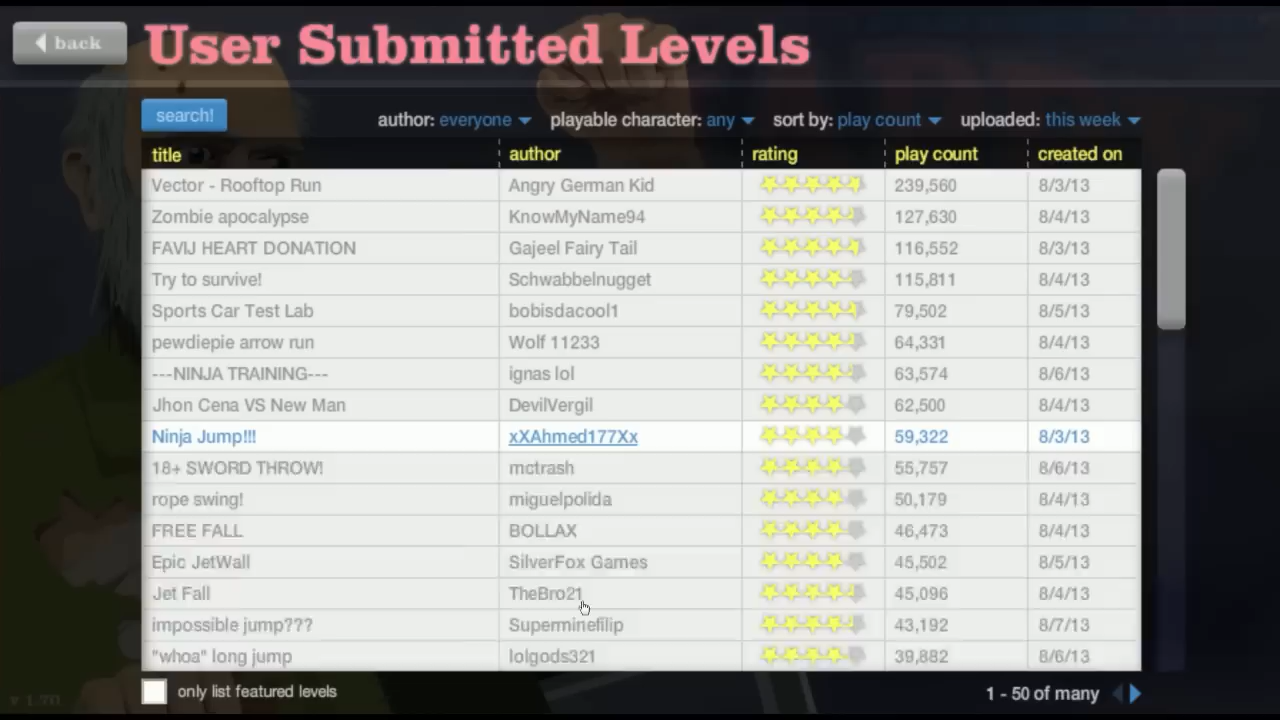 back
User Submitted Levels
search!
author: everyone playable character: any sort by: play count uploaded: this week
title author rating play count created on
Vector - Rooftop Run Angry German Kid 239,560 8/3/13
Zombie apocalypse KnowMyName94 127,630 8/4/13
FAVIJ HEART DONATION Gajeel Fairy Tail 116,552 8/3/13
Try to survive! Schwabbelnugget 115,811 8/4/13
Sports Car Test Lab bobisdacool1 79,502 8/5/13
pewdiepie arrow run Wolf 11233 64,331 8/4/13
---NINJA TRAINING--- ignas lol 63,574 8/6/13
Jhon Cena VS New Man DevilVergil 62,500 8/4/13
Ninja Jump!!! xXAhmed177Xx 59,322 8/3/13
18+ SWORD THROW! mctrash 55,757 8/6/13
rope swing! miguelpolida 50,179 8/4/13
FREE FALL BOLLAX 46,473 8/4/13
Epic JetWall SilverFox Games 45,502 8/5/13
Jet Fall TheBro21 45,096 8/4/13
impossible jump??? Superminefilip 43,192 8/7/13
"whoa" long jump lolgods321 39,882 8/6/13
only list featured levels 1 - 50 of many